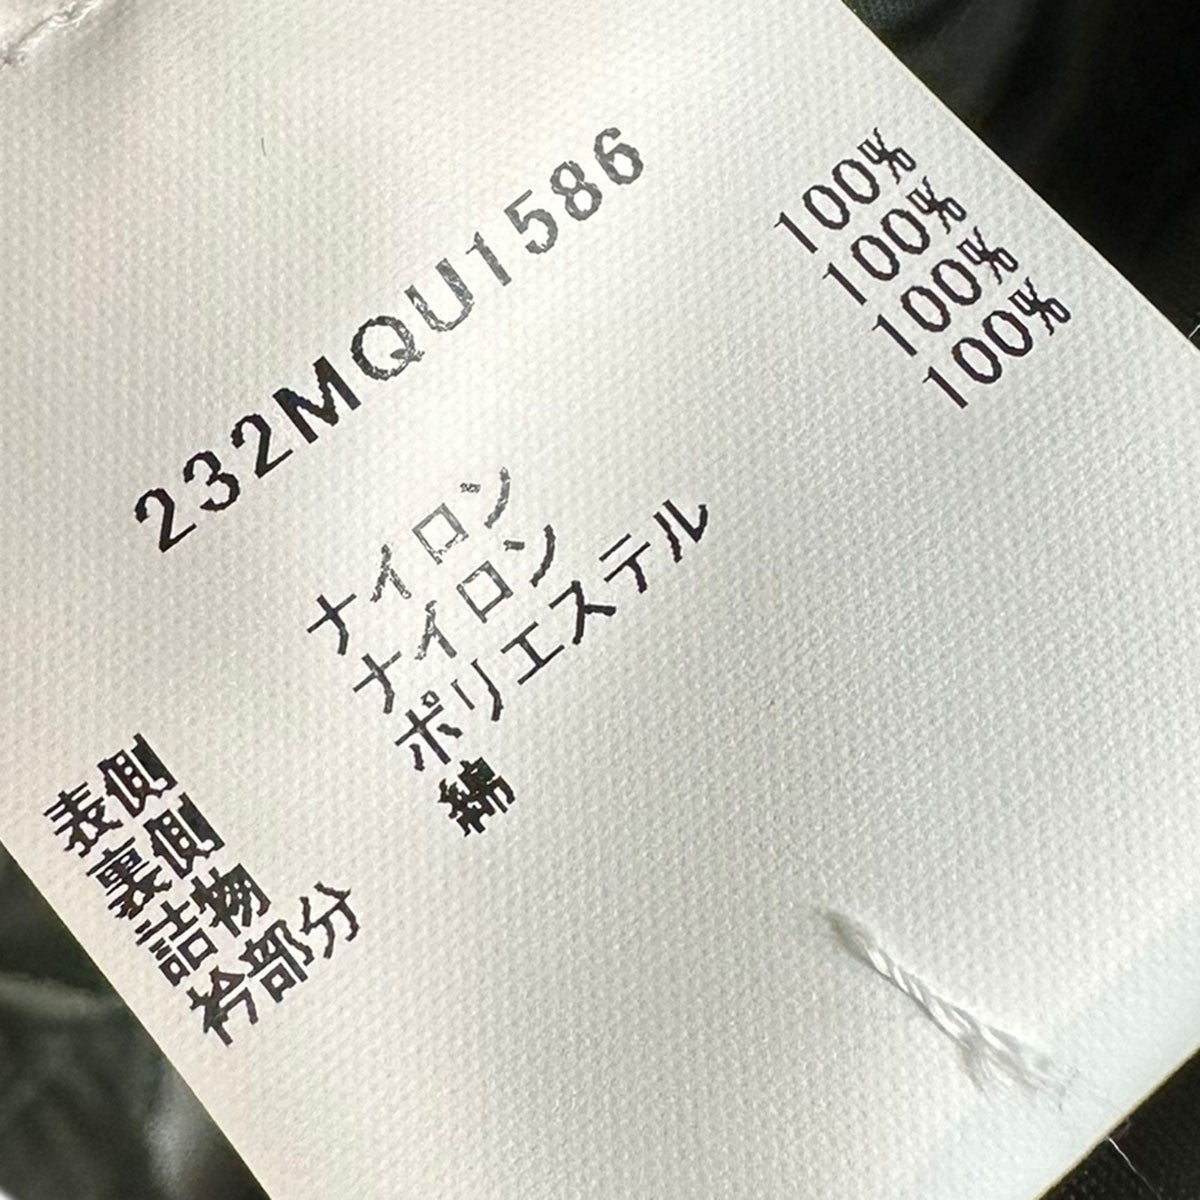 232MQU1586
表側 ナイロン 100%
裏側 ナイロン 100%
詰物 ポリエステル 100%
衿部分 綿 100%